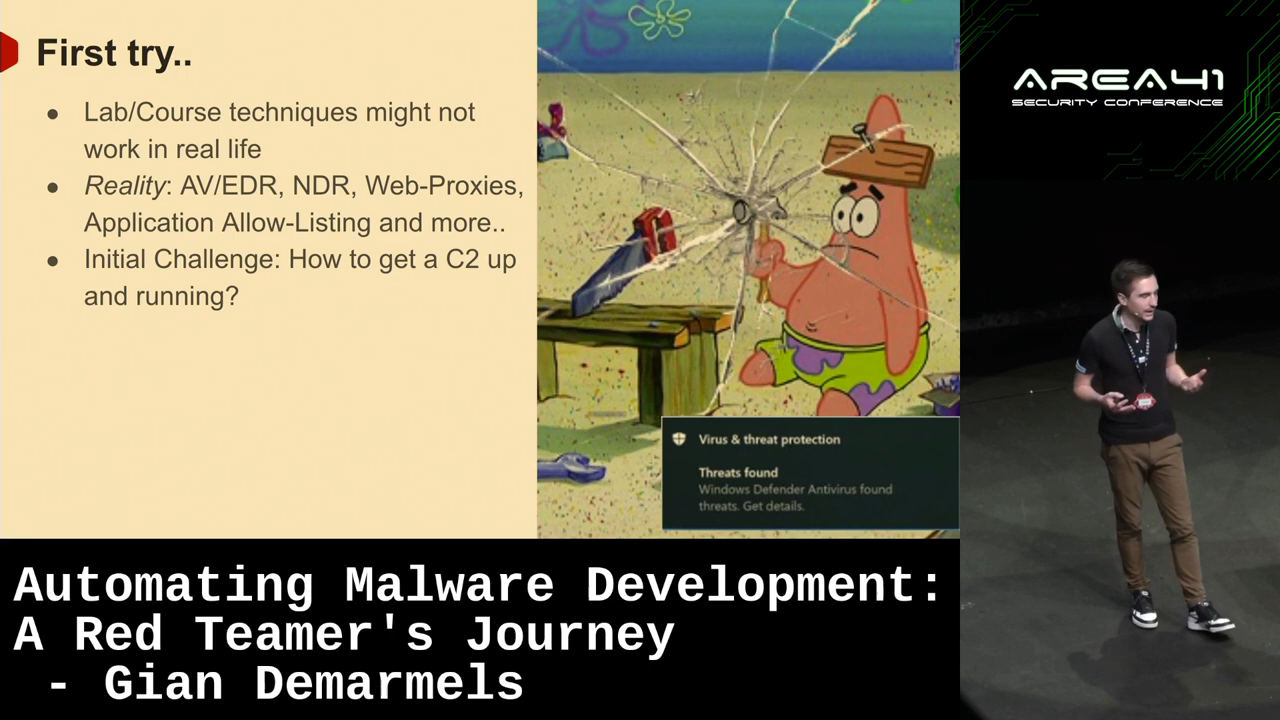 First try..
● Lab/Course techniques might not
work in real life
● Reality: AV/EDR, NDR, Web-Proxies,
Application Allow-Listing and more..
● Initial Challenge: How to get a C2 up
and running?
Virus & threat protection
Threats found
Windows Defender Antivirus found
threats. Get details.
AREA41
SECURITY CONFERENCE
Automating Malware Development:
A Red Teamer's Journey
- Gian Demarmels